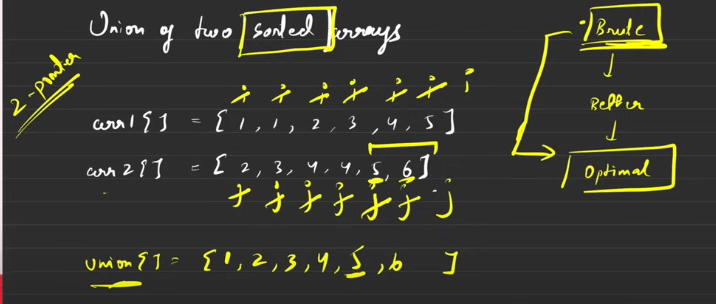 Union of two sorted arrays
Brute
2-pointer
Better
Optimal
i i i i i i i
arr1[] = [1, 1, 2, 3, 4, 5]
arr2[] = [2, 3, 4, 4, 5, 6]
j j j j j j j
union[] = [1, 2, 3, 4, 5, 6 ]